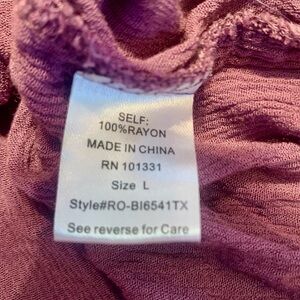 SELF:
100%RAYON
MADE IN CHINA
RN 101331
Size L
Style#RO-BI6541TX
See reverse for Care